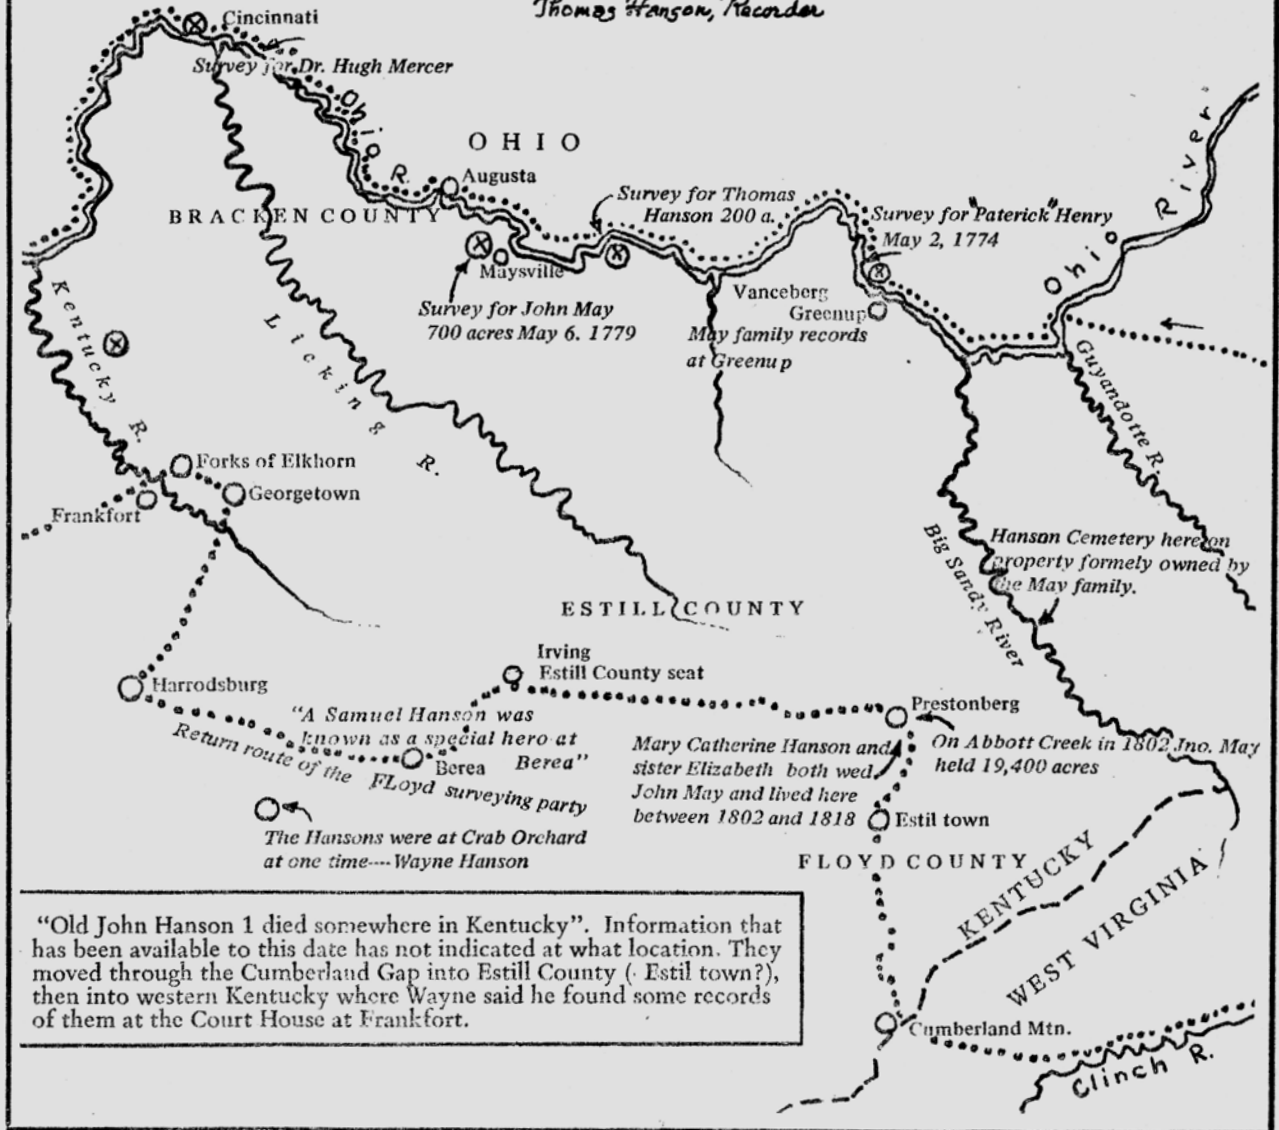 Thomas Hanson, Recorder
Cincinnati
Survey for Dr. Hugh Mercer
Ohio R.
OHIO
Augusta
BRACKEN COUNTY
Survey for Thomas
Hanson 200 a.
Survey for "Paterick" Henry
May 2, 1774
Ohio River
Maysville
Survey for John May
700 acres May 6. 1779
Vanceberg
Greenup
May family records
at Greenup
Kentucky R.
Licking R.
Guyandotte R.
Forks of Elkhorn
Georgetown
Frankfort
Big Sandy River
Hanson Cemetery here on
property formely owned by
the May family.
ESTILL COUNTY
Irving
Estill County seat
Harrodsburg
"A Samuel Hanson was
known as a special hero at
Berea"
Berea
Return route of the FLoyd surveying party
Prestonberg
On Abbott Creek in 1802 Jno. May
held 19,400 acres
Mary Catherine Hanson and
sister Elizabeth both wed
John May and lived here
between 1802 and 1818
Estil town
The Hansons were at Crab Orchard
at one time----Wayne Hanson
FLOYD COUNTY
KENTUCKY
WEST VIRGINIA
"Old John Hanson 1 died somewhere in Kentucky". Information that
has been available to this date has not indicated at what location. They
moved through the Cumberland Gap into Estill County ( Estil town?),
then into western Kentucky where Wayne said he found some records
of them at the Court House at Frankfort.
Cumberland Mtn.
Clinch R.